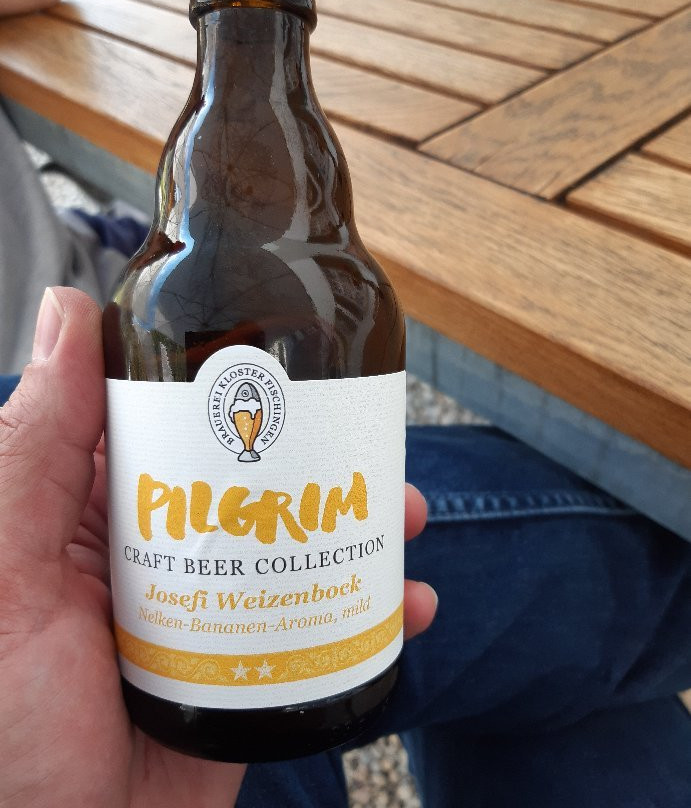 BRAUEREI KLOSTER FISCHINGEN
PILGRIM
CRAFT BEER COLLECTION
Josefi Weizenbock
Nelken-Bananen-Aroma, mild